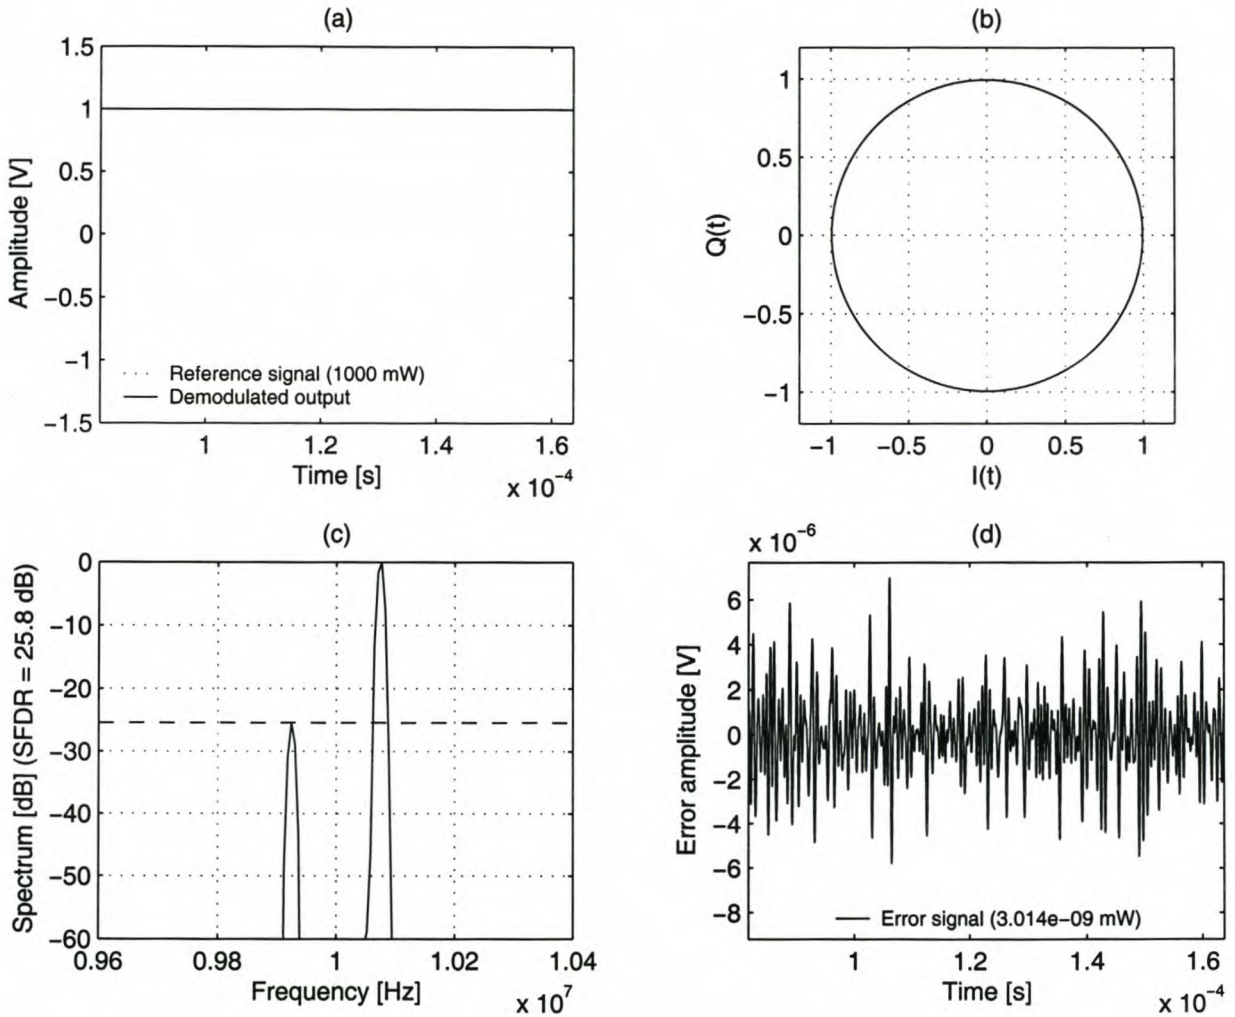 (a)
1.5
1
0.5
0
−0.5
−1
−1.5
Amplitude [V]
Reference signal (1000 mW)
Demodulated output
1 1.2 1.4 1.6
Time [s]
x 10−4
(b)
1
0.5
0
−0.5
−1
Q(t)
−1 −0.5 0 0.5 1
I(t)
(c)
0
−10
−20
−30
−40
−50
−60
Spectrum [dB] (SFDR = 25.8 dB)
0.96 0.98 1 1.02 1.04
Frequency [Hz]
x 107
(d)
x 10−6
6
4
2
0
−2
−4
−6
−8
Error amplitude [V]
Error signal (3.014e−09 mW)
1 1.2 1.4 1.6
Time [s]
x 10−4